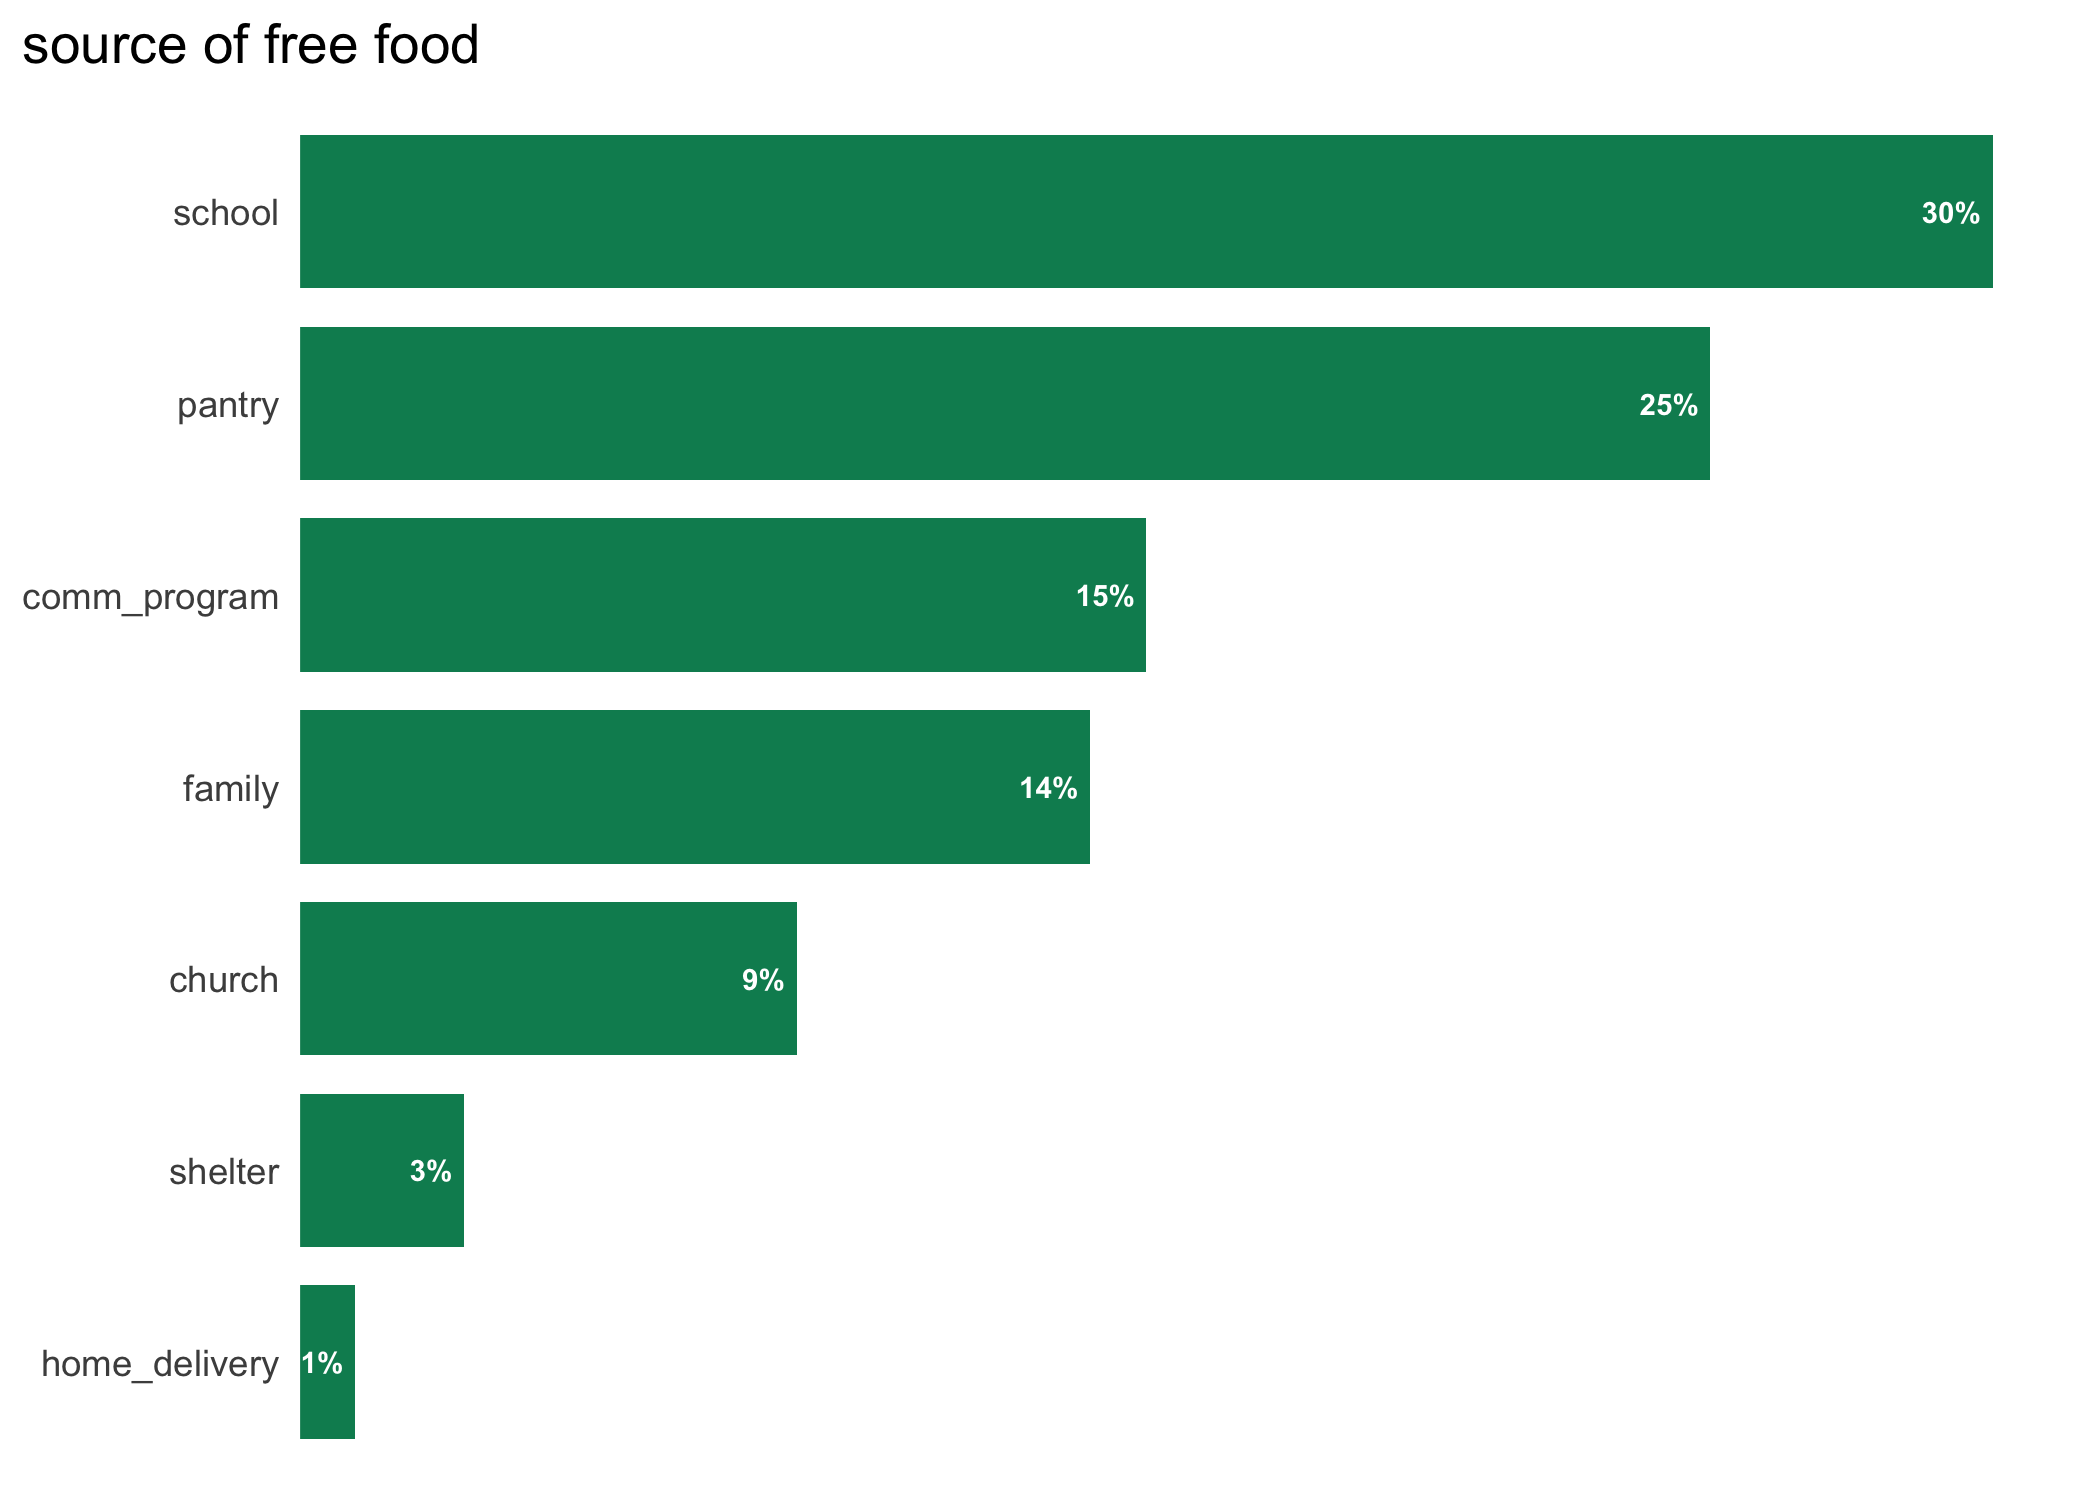 source of free food
school 30%
pantry 25%
comm_program 15%
family 14%
church 9%
shelter 3%
home_delivery 1%